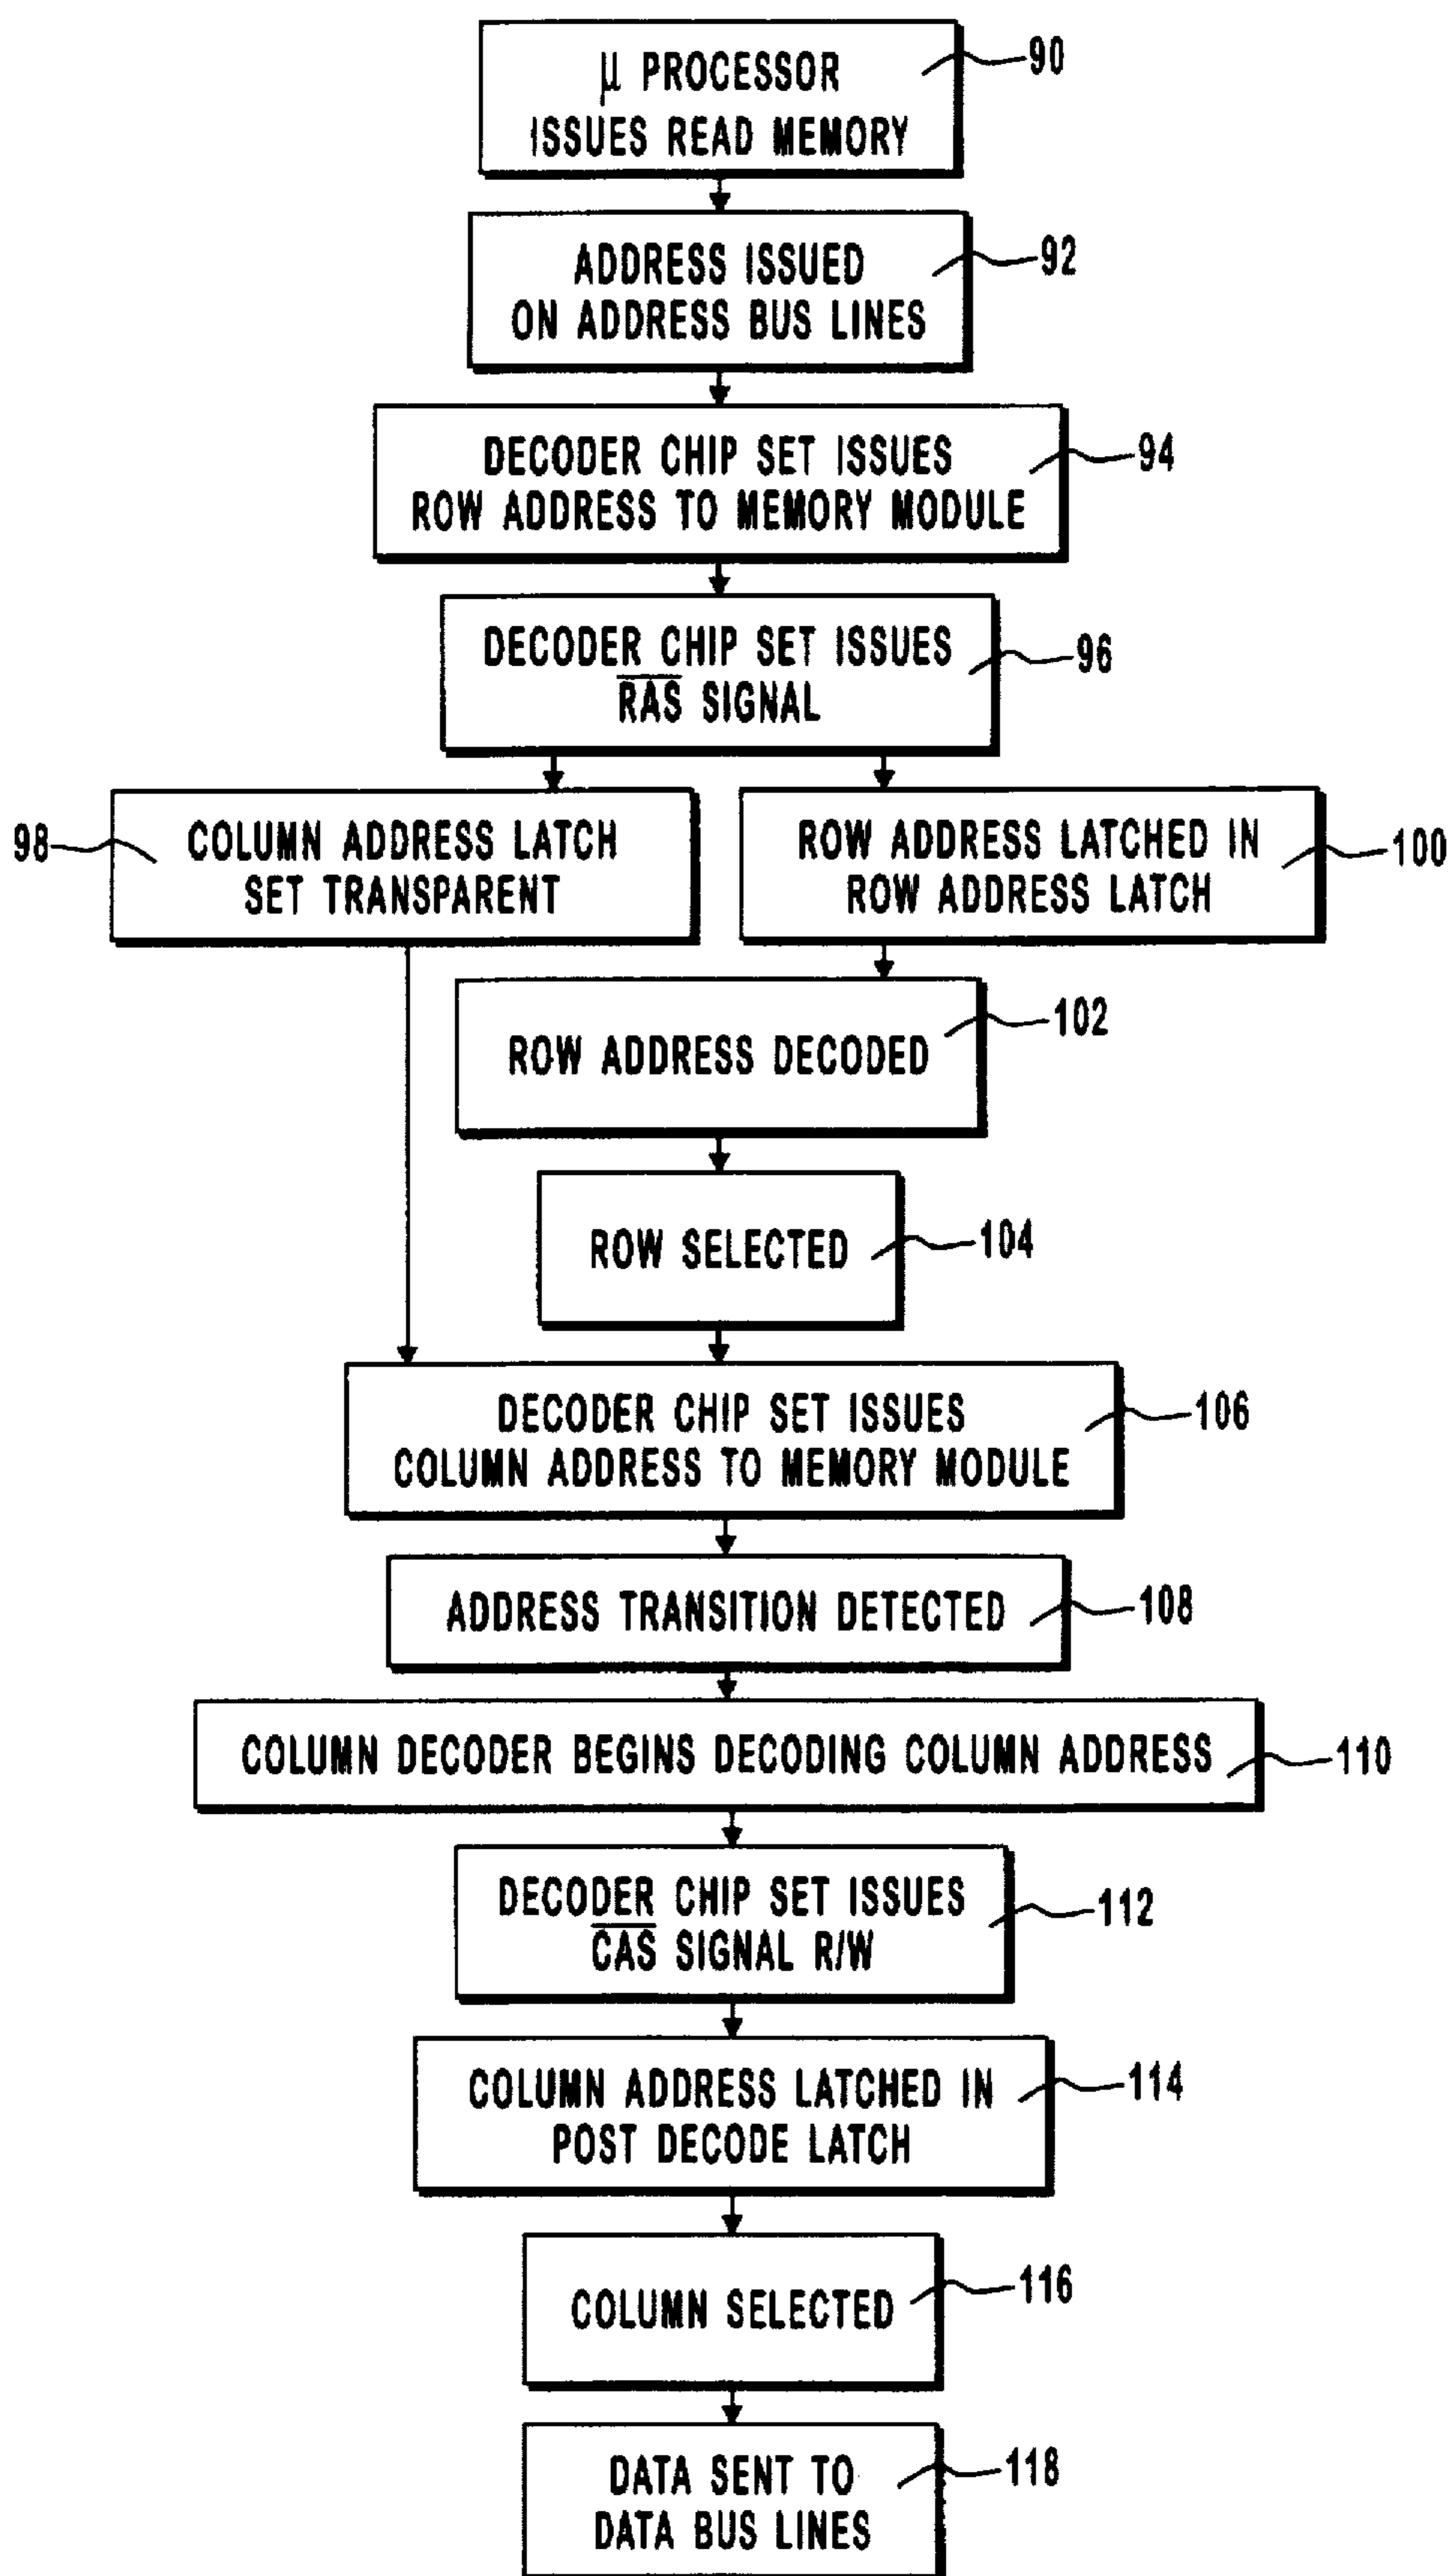 μ PROCESSOR
ISSUES READ MEMORY
90
ADDRESS ISSUED
ON ADDRESS BUS LINES
92
DECODER CHIP SET ISSUES
ROW ADDRESS TO MEMORY MODULE
94
DECODER CHIP SET ISSUES
R̅A̅S̅ SIGNAL
96
98
COLUMN ADDRESS LATCH
SET TRANSPARENT
ROW ADDRESS LATCHED IN
ROW ADDRESS LATCH
100
ROW ADDRESS DECODED
102
ROW SELECTED
104
DECODER CHIP SET ISSUES
COLUMN ADDRESS TO MEMORY MODULE
106
ADDRESS TRANSITION DETECTED
108
COLUMN DECODER BEGINS DECODING COLUMN ADDRESS
110
DECODER CHIP SET ISSUES
C̅A̅S̅ SIGNAL R/W
112
COLUMN ADDRESS LATCHED IN
POST DECODE LATCH
114
COLUMN SELECTED
116
DATA SENT TO
DATA BUS LINES
118